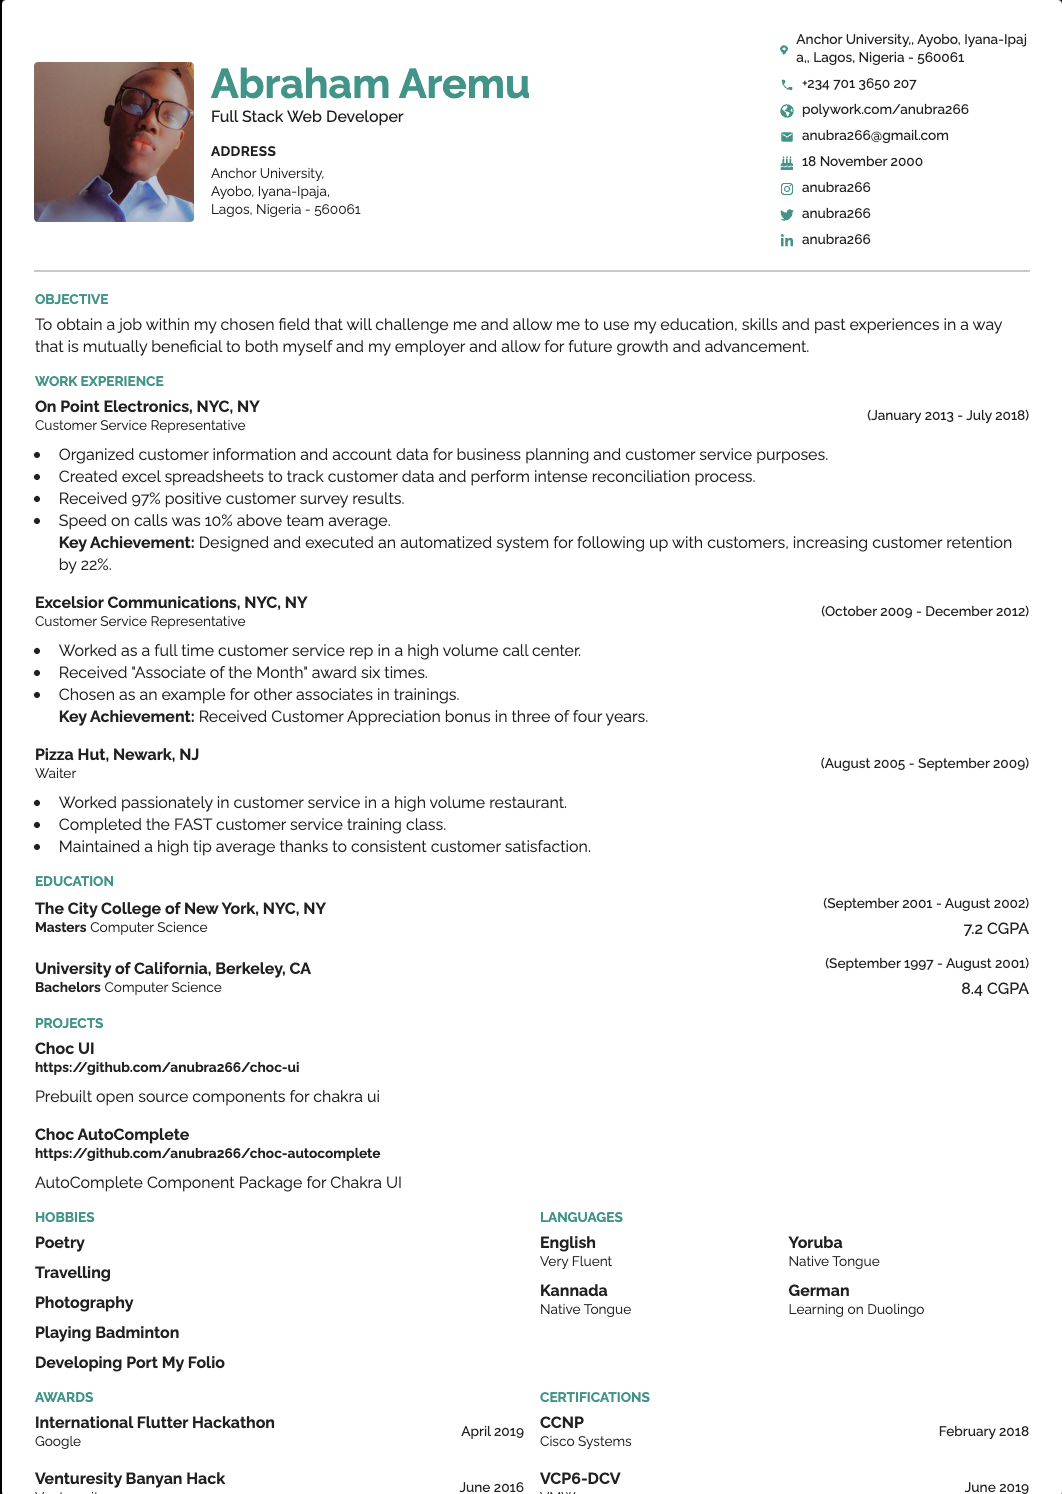 Abraham Aremu
Full Stack Web Developer
ADDRESS
Anchor University,
Ayobo, Iyana-Ipaja,
Lagos, Nigeria - 560061
Anchor University,, Ayobo, Iyana-Ipaj
a,, Lagos, Nigeria - 560061
+234 701 3650 207
polywork.com/anubra266
anubra266@gmail.com
18 November 2000
anubra266
anubra266
anubra266
OBJECTIVE
To obtain a job within my chosen field that will challenge me and allow me to use my education, skills and past experiences in a way
that is mutually beneficial to both myself and my employer and allow for future growth and advancement.
WORK EXPERIENCE
On Point Electronics, NYC, NY
Customer Service Representative
(January 2013 - July 2018)
• Organized customer information and account data for business planning and customer service purposes.
• Created excel spreadsheets to track customer data and perform intense reconciliation process.
• Received 97% positive customer survey results.
• Speed on calls was 10% above team average.
Key Achievement: Designed and executed an automatized system for following up with customers, increasing customer retention
by 22%.
Excelsior Communications, NYC, NY
Customer Service Representative
(October 2009 - December 2012)
• Worked as a full time customer service rep in a high volume call center.
• Received "Associate of the Month" award six times.
• Chosen as an example for other associates in trainings.
Key Achievement: Received Customer Appreciation bonus in three of four years.
Pizza Hut, Newark, NJ
Waiter
(August 2005 - September 2009)
• Worked passionately in customer service in a high volume restaurant.
• Completed the FAST customer service training class.
• Maintained a high tip average thanks to consistent customer satisfaction.
EDUCATION
The City College of New York, NYC, NY
Masters Computer Science
(September 2001 - August 2002)
7.2 CGPA
University of California, Berkeley, CA
Bachelors Computer Science
(September 1997 - August 2001)
8.4 CGPA
PROJECTS
Choc UI
https://github.com/anubra266/choc-ui
Prebuilt open source components for chakra ui
Choc AutoComplete
https://github.com/anubra266/choc-autocomplete
AutoComplete Component Package for Chakra UI
HOBBIES
Poetry
Travelling
Photography
Playing Badminton
Developing Port My Folio
LANGUAGES
English
Very Fluent
Yoruba
Native Tongue
Kannada
Native Tongue
German
Learning on Duolingo
AWARDS
International Flutter Hackathon
Google
April 2019
Venturesity Banyan Hack
June 2016
CERTIFICATIONS
CCNP
Cisco Systems
February 2018
VCP6-DCV
June 2019